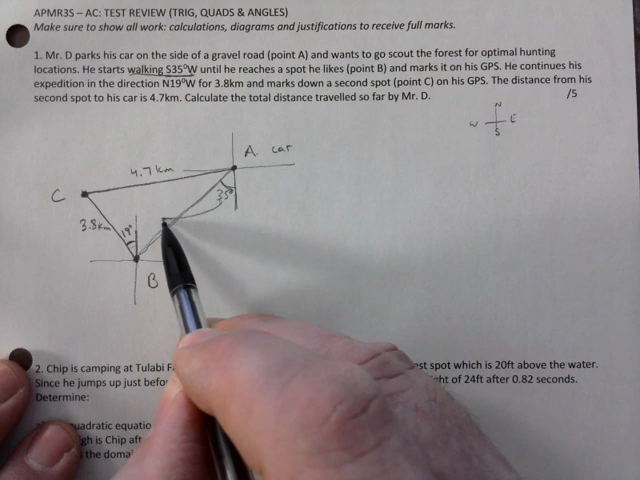 APMR3S – AC: TEST REVIEW (TRIG, QUADS & ANGLES)
Make sure to show all work: calculations, diagrams and justifications to receive full marks.
1. Mr. D parks his car on the side of a gravel road (point A) and wants to go scout the forest for optimal hunting
locations. He starts walking S35°W until he reaches a spot he likes (point B) and marks it on his GPS. He continues his
expedition in the direction N19°W for 3.8km and marks down a second spot (point C) on his GPS. The distance from his
second spot to his car is 4.7km. Calculate the total distance travelled so far by Mr. D. /5
N
W E
S
A. car
4.7 km
C
35°
3.8km
19°
B
2. Chip is camping at Tulabi st spot which is 20ft above the water.
Since he jumps up just ht of 24ft after 0.82 seconds.
Determine:
is Chip
the